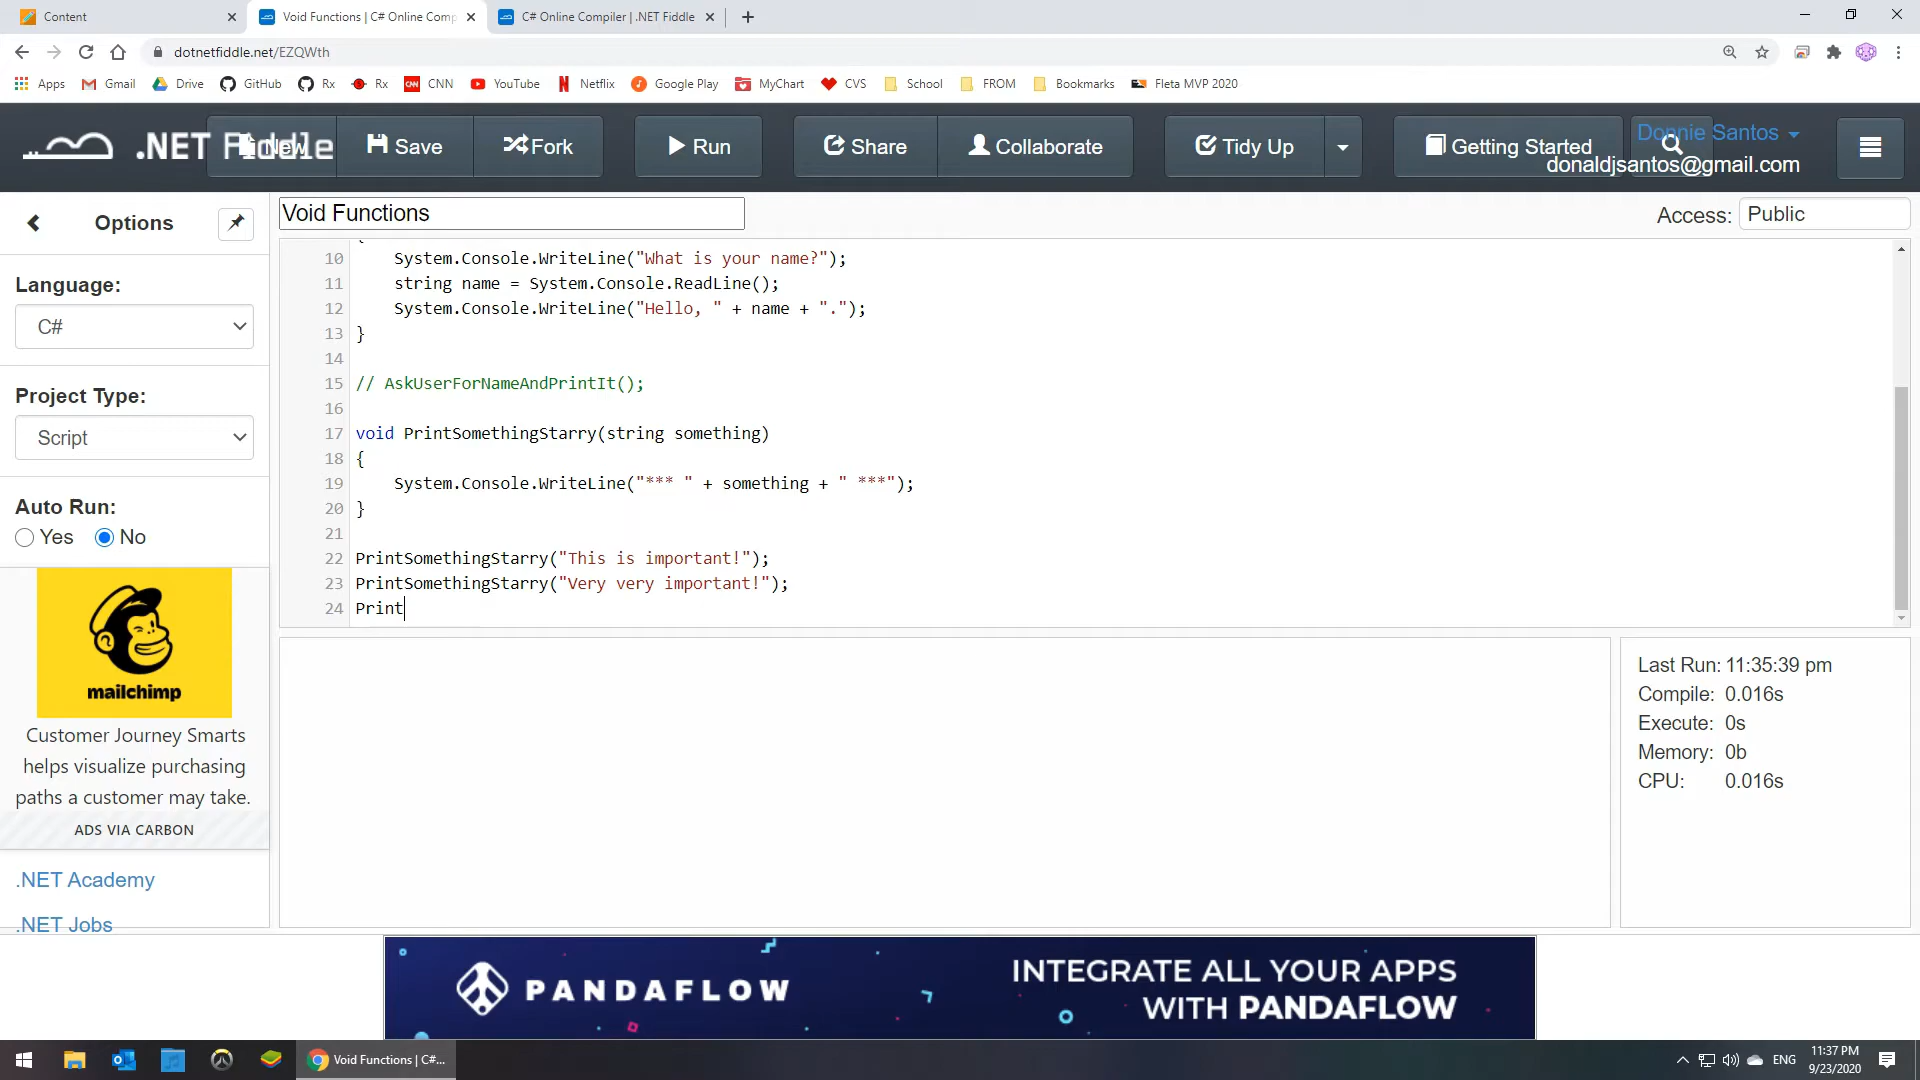 Content
Void Functions | C# Online Comp
C# Online Compiler | .NET Fiddle
dotnetfiddle.net/EZQWth
Apps
Gmail
Drive
GitHub
Rx
Rx
CNN
YouTube
Netflix
Google Play
MyChart
CVS
School
FROM
Bookmarks
Fleta MVP 2020
.NET Fiddle
New
Save
Fork
Run
Share
Collaborate
Tidy Up
Getting Started
Donnie Santos
donaldjsantos@gmail.com
Options
Void Functions
Access: Public
Language:
C#
Project Type:
Script
Auto Run:
Yes No
mailchimp
Customer Journey Smarts
helps visualize purchasing
paths a customer may take.
ADS VIA CARBON
.NET Academy
.NET Jobs
10 System.Console.WriteLine("What is your name?");
11 string name = System.Console.ReadLine();
12 System.Console.WriteLine("Hello, " + name + ".");
13 }
14
15 // AskUserForNameAndPrintIt();
16
17 void PrintSomethingStarry(string something)
18 {
19 System.Console.WriteLine("*** " + something + " ***");
20 }
21
22 PrintSomethingStarry("This is important!");
23 PrintSomethingStarry("Very very important!");
24 Print
Last Run: 11:35:39 pm
Compile: 0.016s
Execute: 0s
Memory: 0b
CPU: 0.016s
PANDAFLOW
INTEGRATE ALL YOUR APPS
WITH PANDAFLOW
Void Functions | C#...
ENG
11:37 PM
9/23/2020